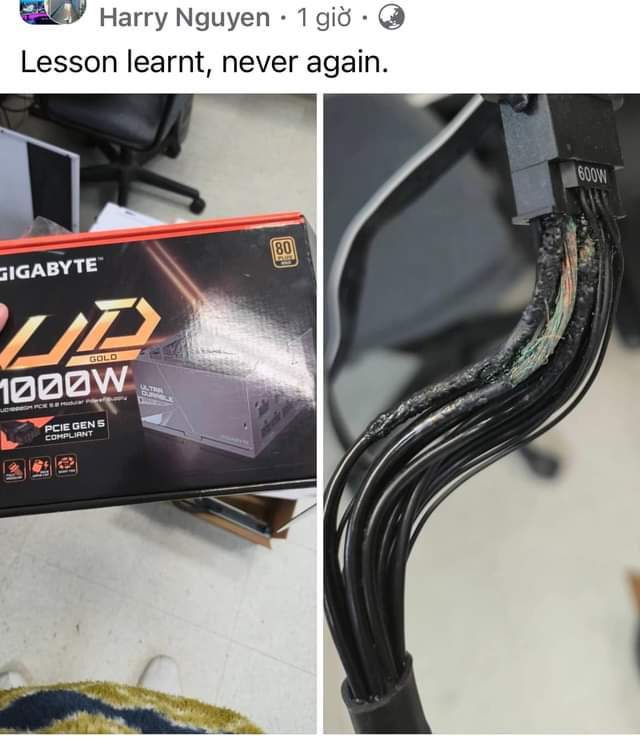 Harry Nguyen · 1 giờ ·
Lesson learnt, never again.
GIGABYTE™
80
PLUS
GOLD
UD
GOLD
1000W
UD1000GM PCIE 5.0 Modular Power Supply
ULTRA
DURABLE
PCIE GEN 5
COMPLIANT
GIGABYTE
600W